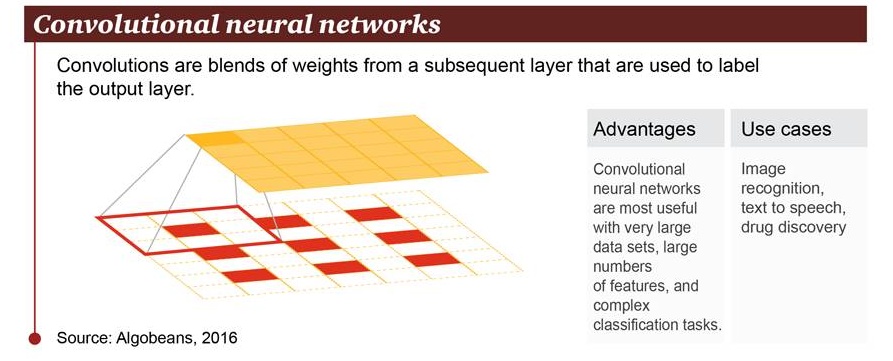 Convolutional neural networks
Convolutions are blends of weights from a subsequent layer that are used to label
the output layer.
Advantages
Convolutional
neural networks
are most useful
with very large
data sets, large
numbers
of features, and
complex
classification tasks.
Use cases
Image
recognition,
text to speech,
drug discovery
Source: Algobeans, 2016